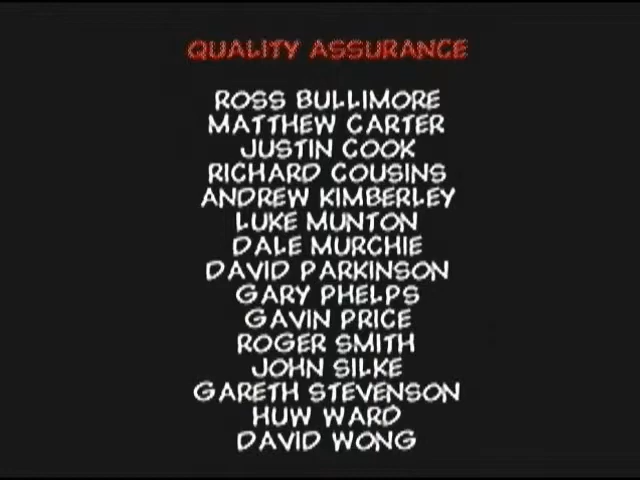 QUALITY ASSURANCE
ROSS BULLIMORE
MATTHEW CARTER
JUSTIN COOK
RICHARD COUSINS
ANDREW KIMBERLEY
LUKE MUNTON
DALE MURCHIE
DAVID PARKINSON
GARY PHELPS
GAVIN PRICE
ROGER SMITH
JOHN SILKE
GARETH STEVENSON
HUW WARD
DAVID WONG